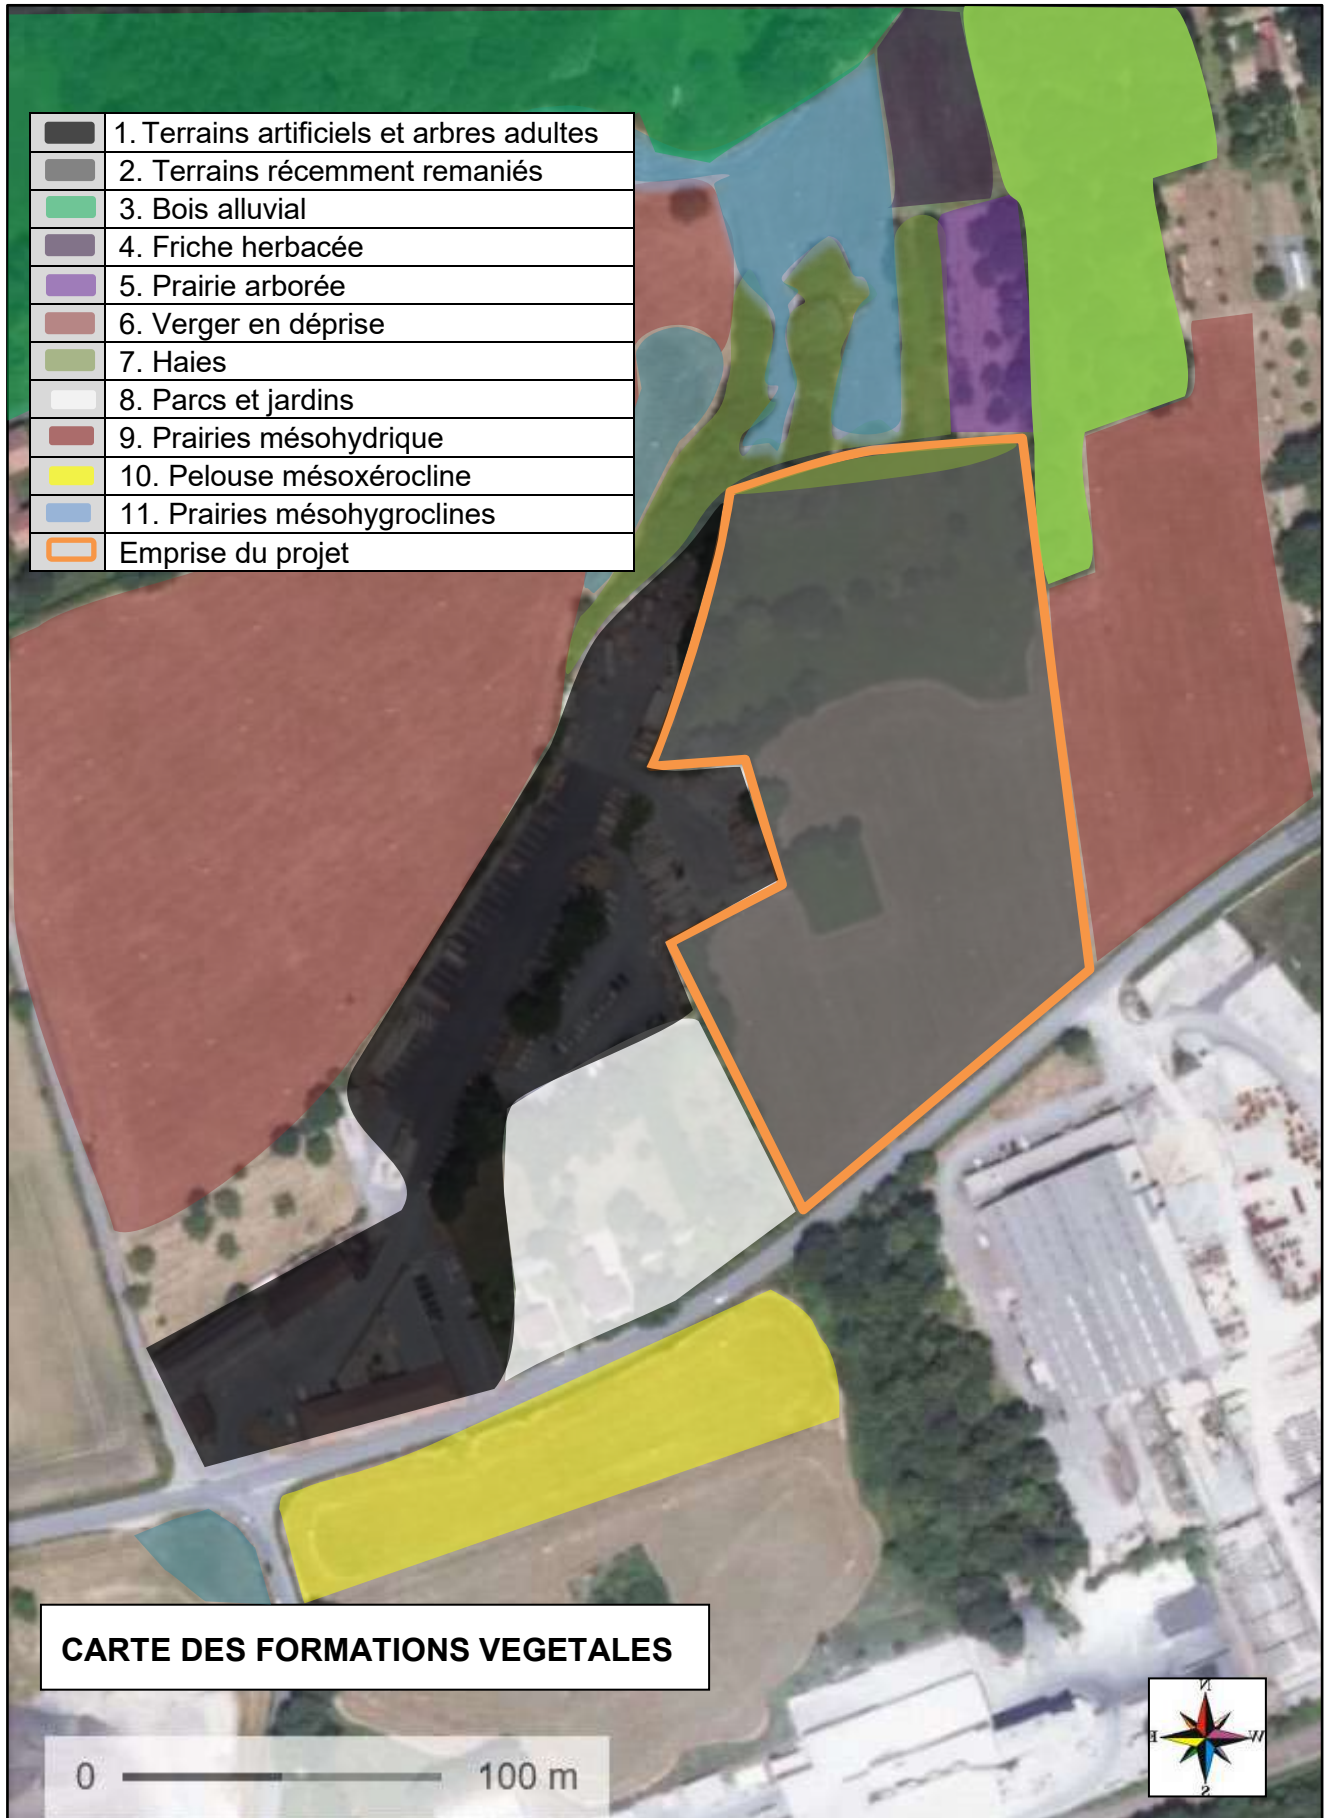 1. Terrains artificiels et arbres adultes
2. Terrains récemment remaniés
3. Bois alluvial
4. Friche herbacée
5. Prairie arborée
6. Verger en déprise
7. Haies
8. Parcs et jardins
9. Prairies mésohydrique
10. Pelouse mésoxérocline
11. Prairies mésohygroclines
Emprise du projet
CARTE DES FORMATIONS VEGETALES
0 100 m
N
E W
S